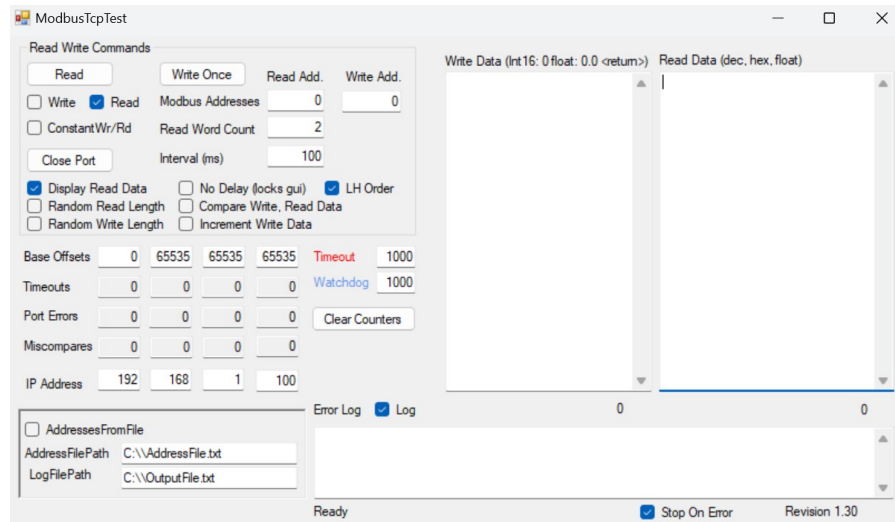 ModbusTcpTest
Read Write Commands
Read Write Once Read Add. Write Add.
Write Read Modbus Addresses 0 0
ConstantWr/Rd Read Word Count 2
Close Port Interval (ms) 100
Display Read Data No Delay (locks gui) LH Order
Random Read Length Compare Write, Read Data
Random Write Length Increment Write Data
Base Offsets 0 65535 65535 65535 Timeout 1000
Timeouts 0 0 0 0 Watchdog 1000
Port Errors 0 0 0 0 Clear Counters
Miscompares 0 0 0 0
IP Address 192 168 1 100
Write Data (Int16: 0 float: 0.0 <return>) Read Data (dec, hex, float)
Error Log Log 0 0
AddressesFromFile
AddressFilePath C:\\AddressFile.txt
LogFilePath C:\\OutputFile.txt
Ready Stop On Error Revision 1.30